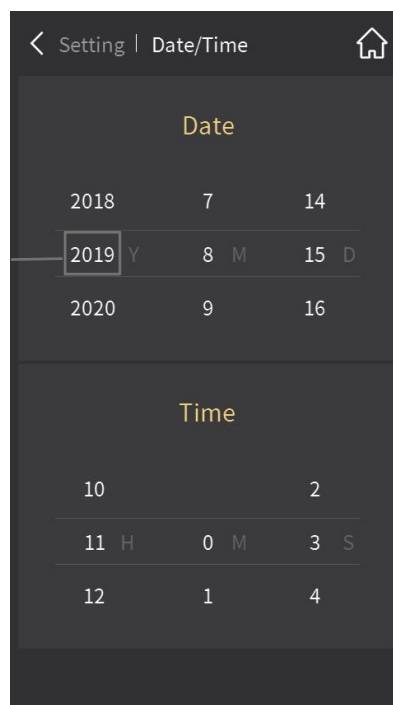 Setting | Date/Time
Date
2018 7 14
2019 Y 8 M 15 D
2020 9 16
Time
10 2
11 H 0 M 3 S
12 1 4